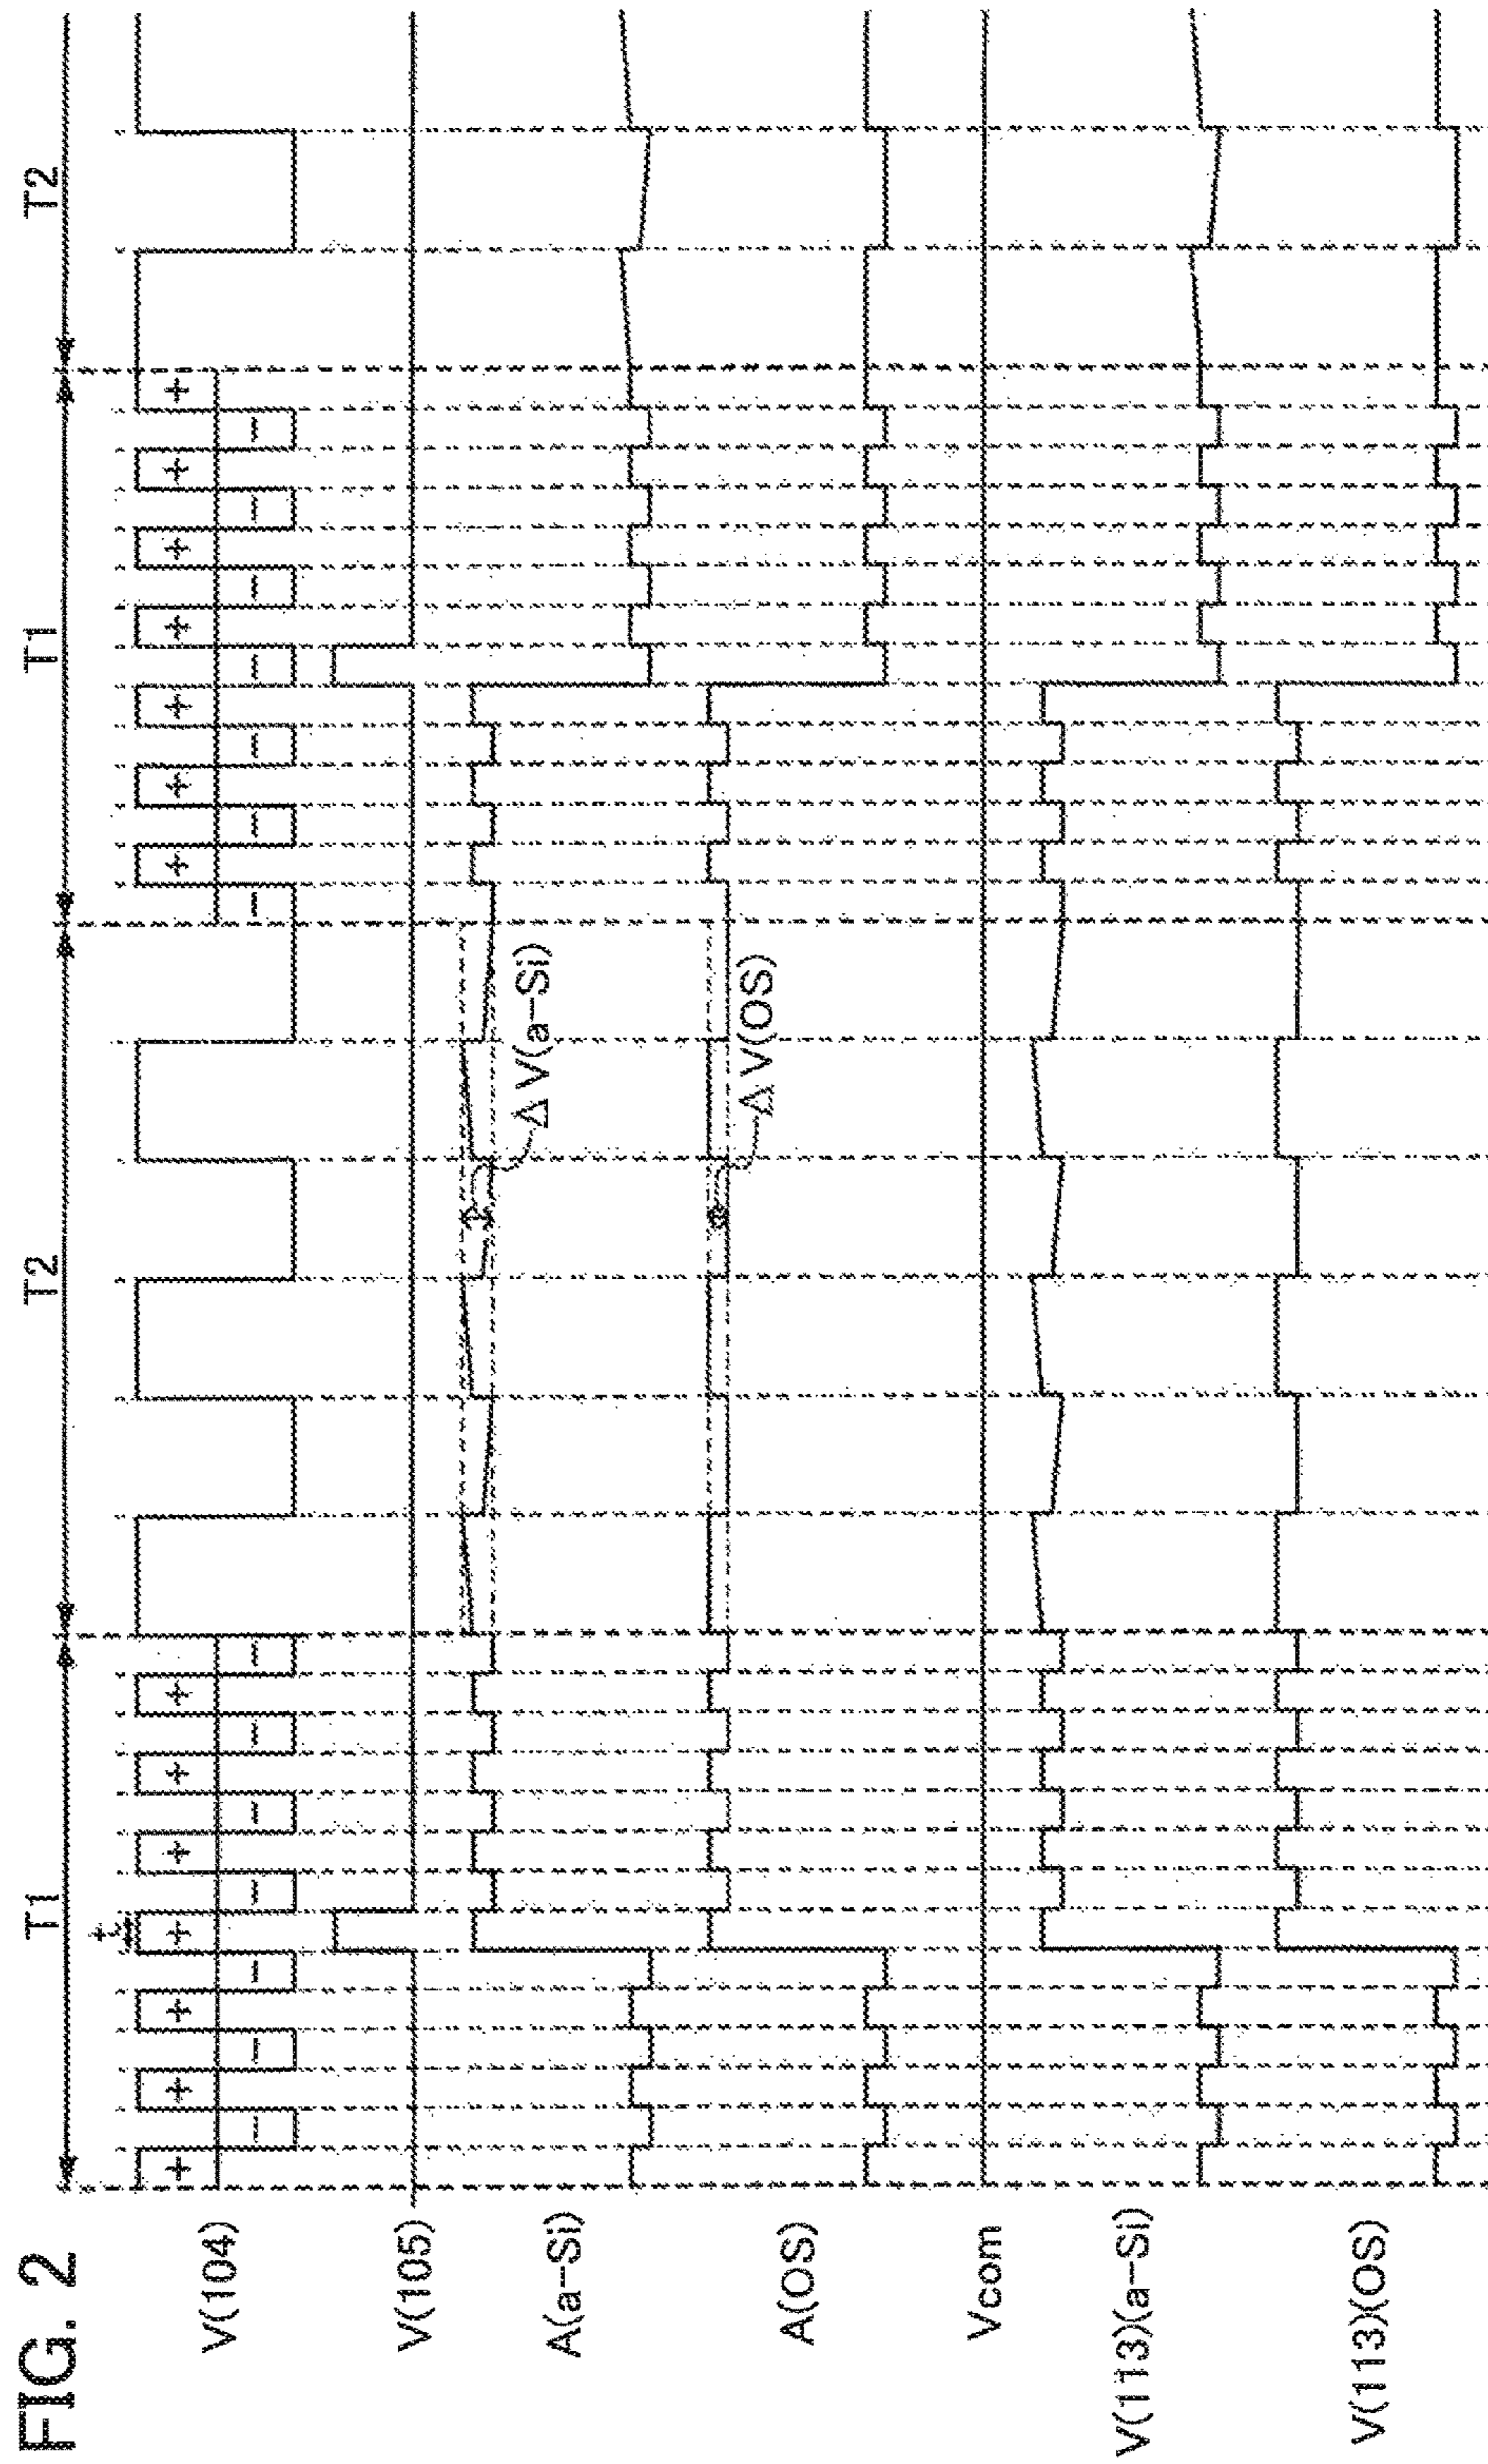 FIG. 2
T1 T2 T1 T2
t
V(104) + − + − + − + − + − + − + − − + − + − + − + − + − + − +
V(105)
A(a−Si) ΔV(a−Si)
A(OS) ΔV(OS)
Vcom
V(113)(a−Si)
V(113)(OS)